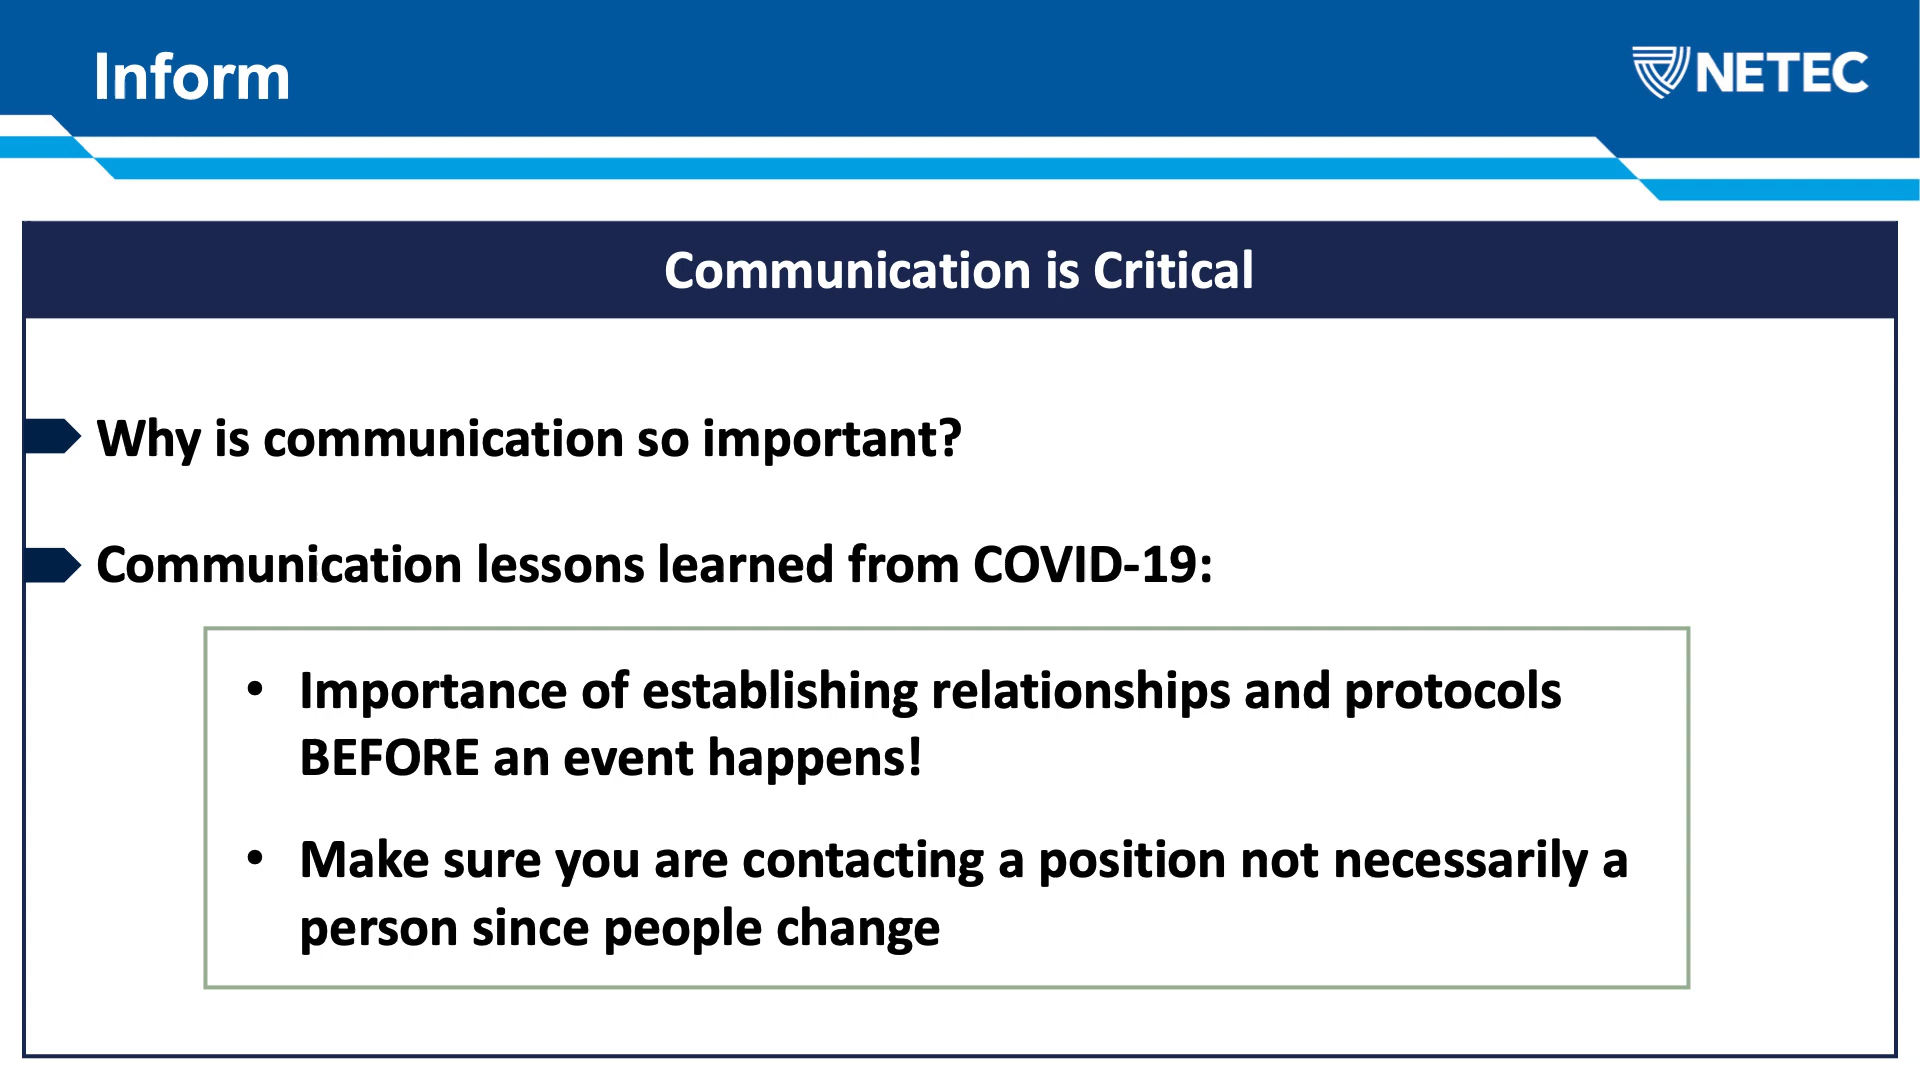 Inform
NETEC
Communication is Critical
Why is communication so important?
Communication lessons learned from COVID-19:
• Importance of establishing relationships and protocols
BEFORE an event happens!
• Make sure you are contacting a position not necessarily a
person since people change